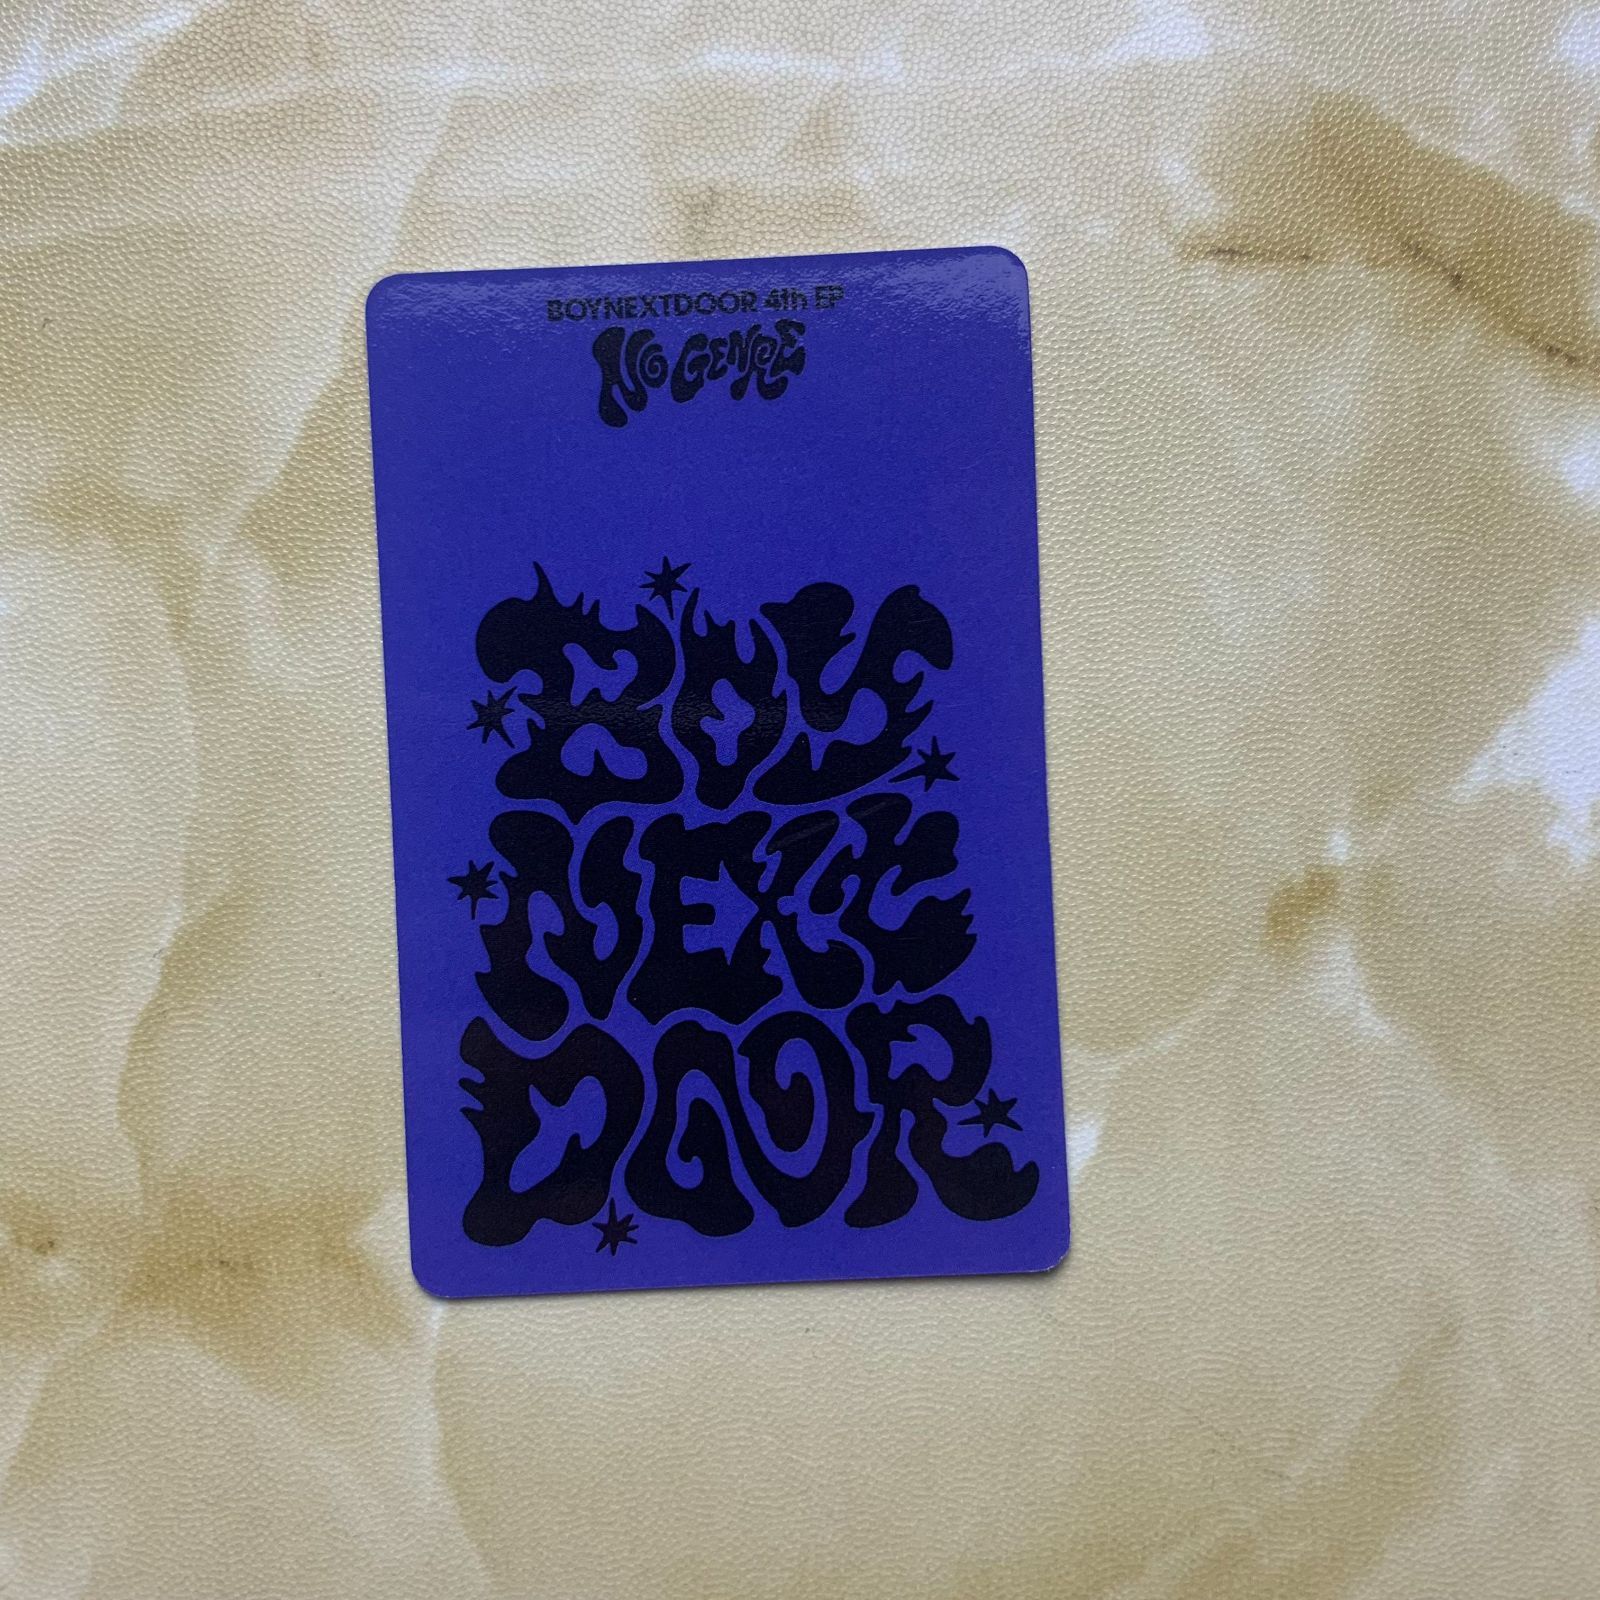 BOYNEXTDOOR 4th EP
NO GENRE
BOY
NEXT
DOOR